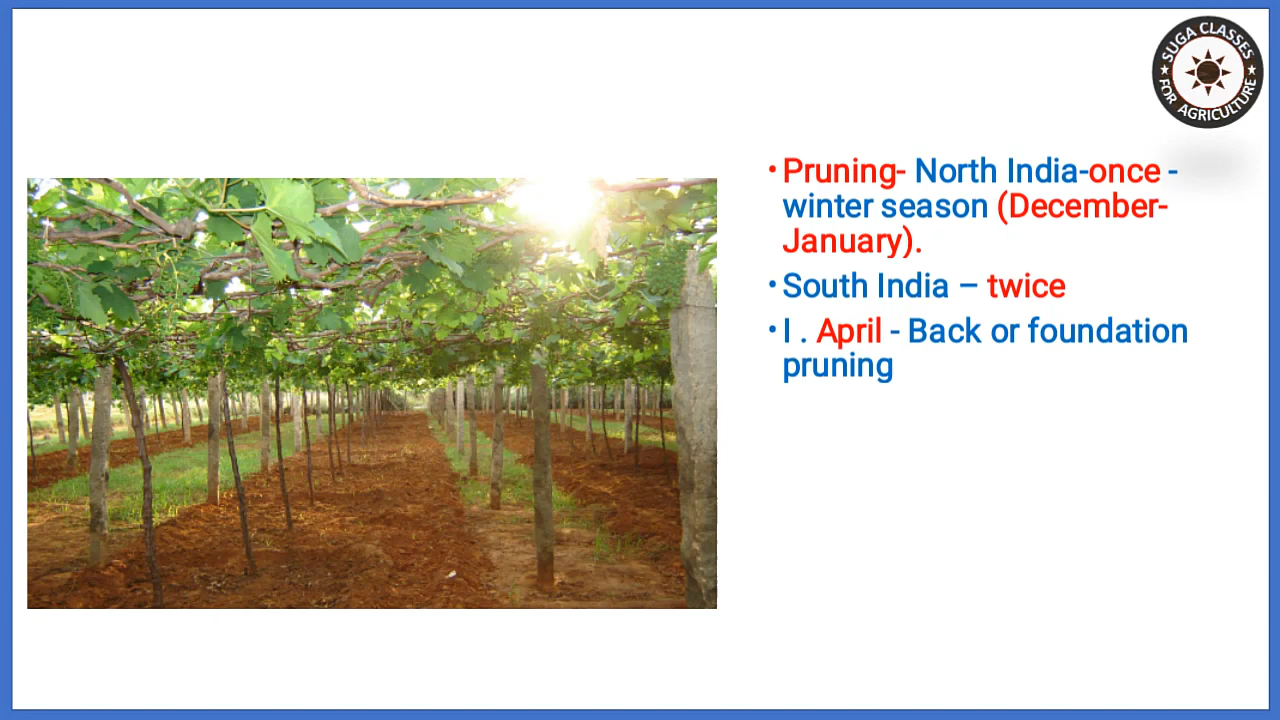 SUGA CLASSES
FOR AGRICULTURE
•Pruning- North India-once -
winter season (December-
January).
•South India – twice
•I . April - Back or foundation
pruning